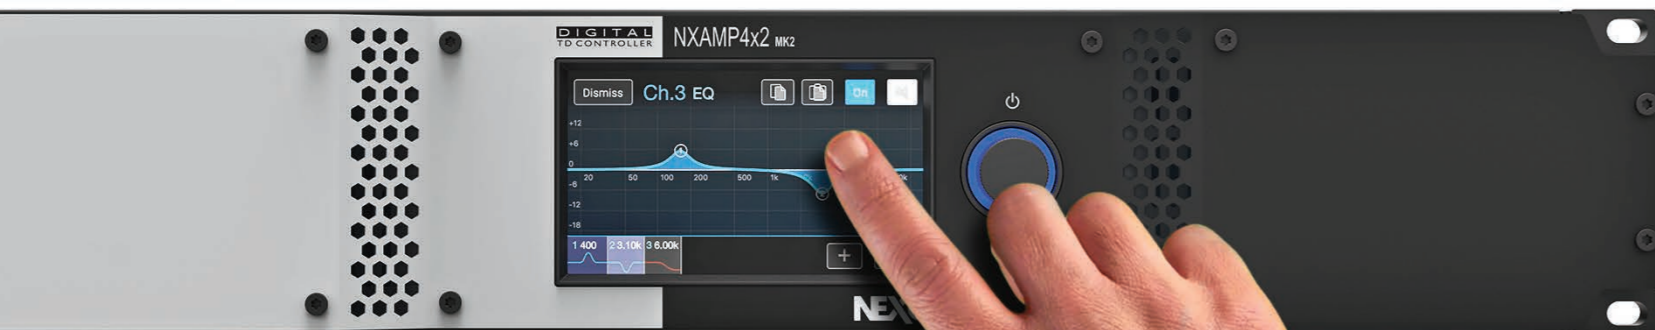 DIGITAL
TD CONTROLLER
NXAMP4x2 MK2
Dismiss
Ch.3 EQ
On
+12
+6
0
20
50
100
200
500
1k
-6
-12
-18
1 400
2 3.10k
3 6.00k
+